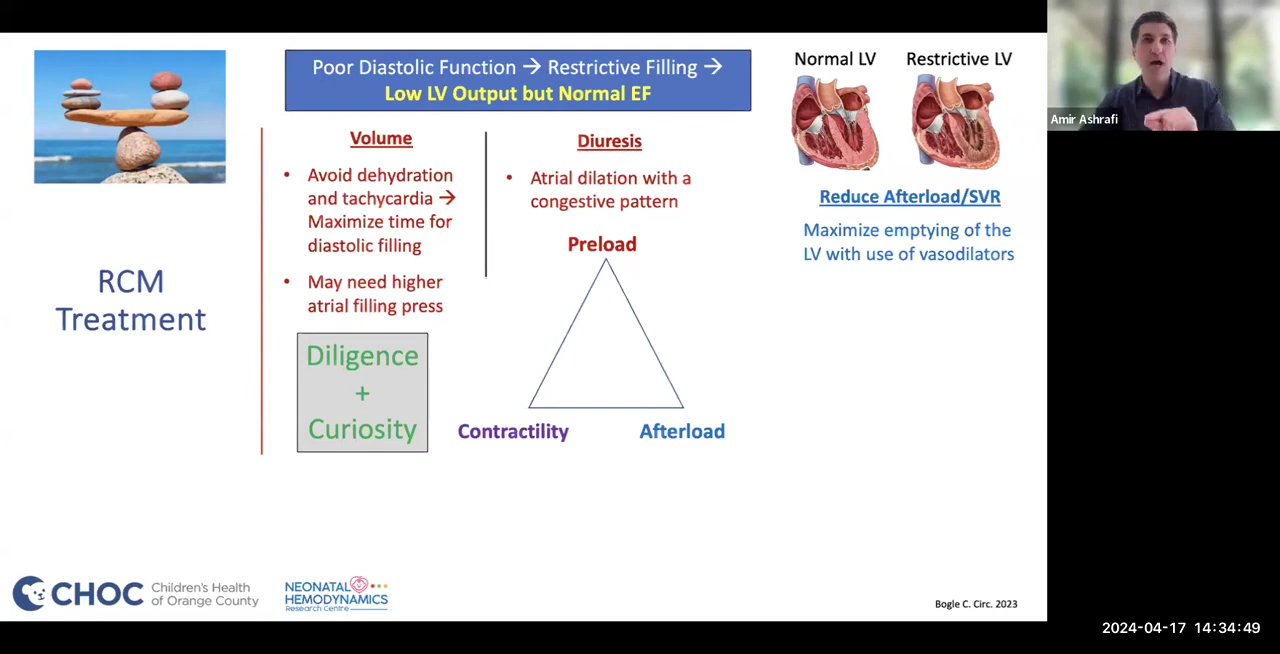 Poor Diastolic Function → Restrictive Filling →
Low LV Output but Normal EF
Normal LV
Restrictive LV
Amir Ashrafi
Volume
• Avoid dehydration
and tachycardia →
Maximize time for
diastolic filling
• May need higher
atrial filling press
Diuresis
• Atrial dilation with a
congestive pattern
Reduce Afterload/SVR
Maximize emptying of the
LV with use of vasodilators
RCM
Treatment
Preload
Contractility
Afterload
Diligence
+
Curiosity
CHOC
Children's Health
of Orange County
NEONATAL
HEMODYNAMICS
Research Centre
Bogle C. Circ. 2023
2024-04-17 14:34:49